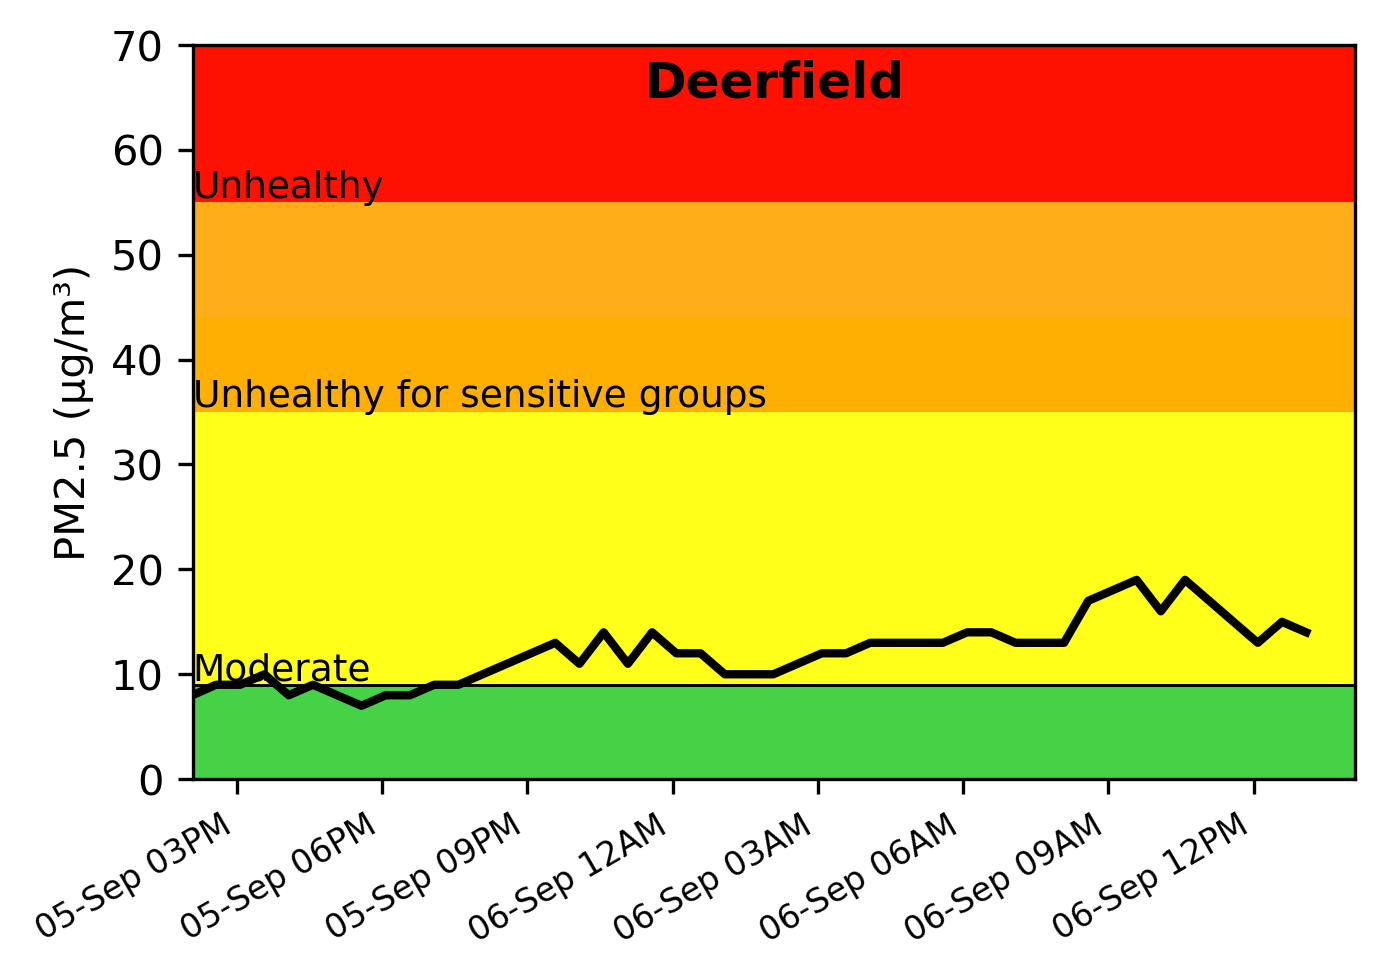 Deerfield
70
60
50
40
30
20
10
0
PM2.5 (µg/m³)
Unhealthy
Unhealthy for sensitive groups
Moderate
05-Sep 03PM
05-Sep 06PM
05-Sep 09PM
06-Sep 12AM
06-Sep 03AM
06-Sep 06AM
06-Sep 09AM
06-Sep 12PM